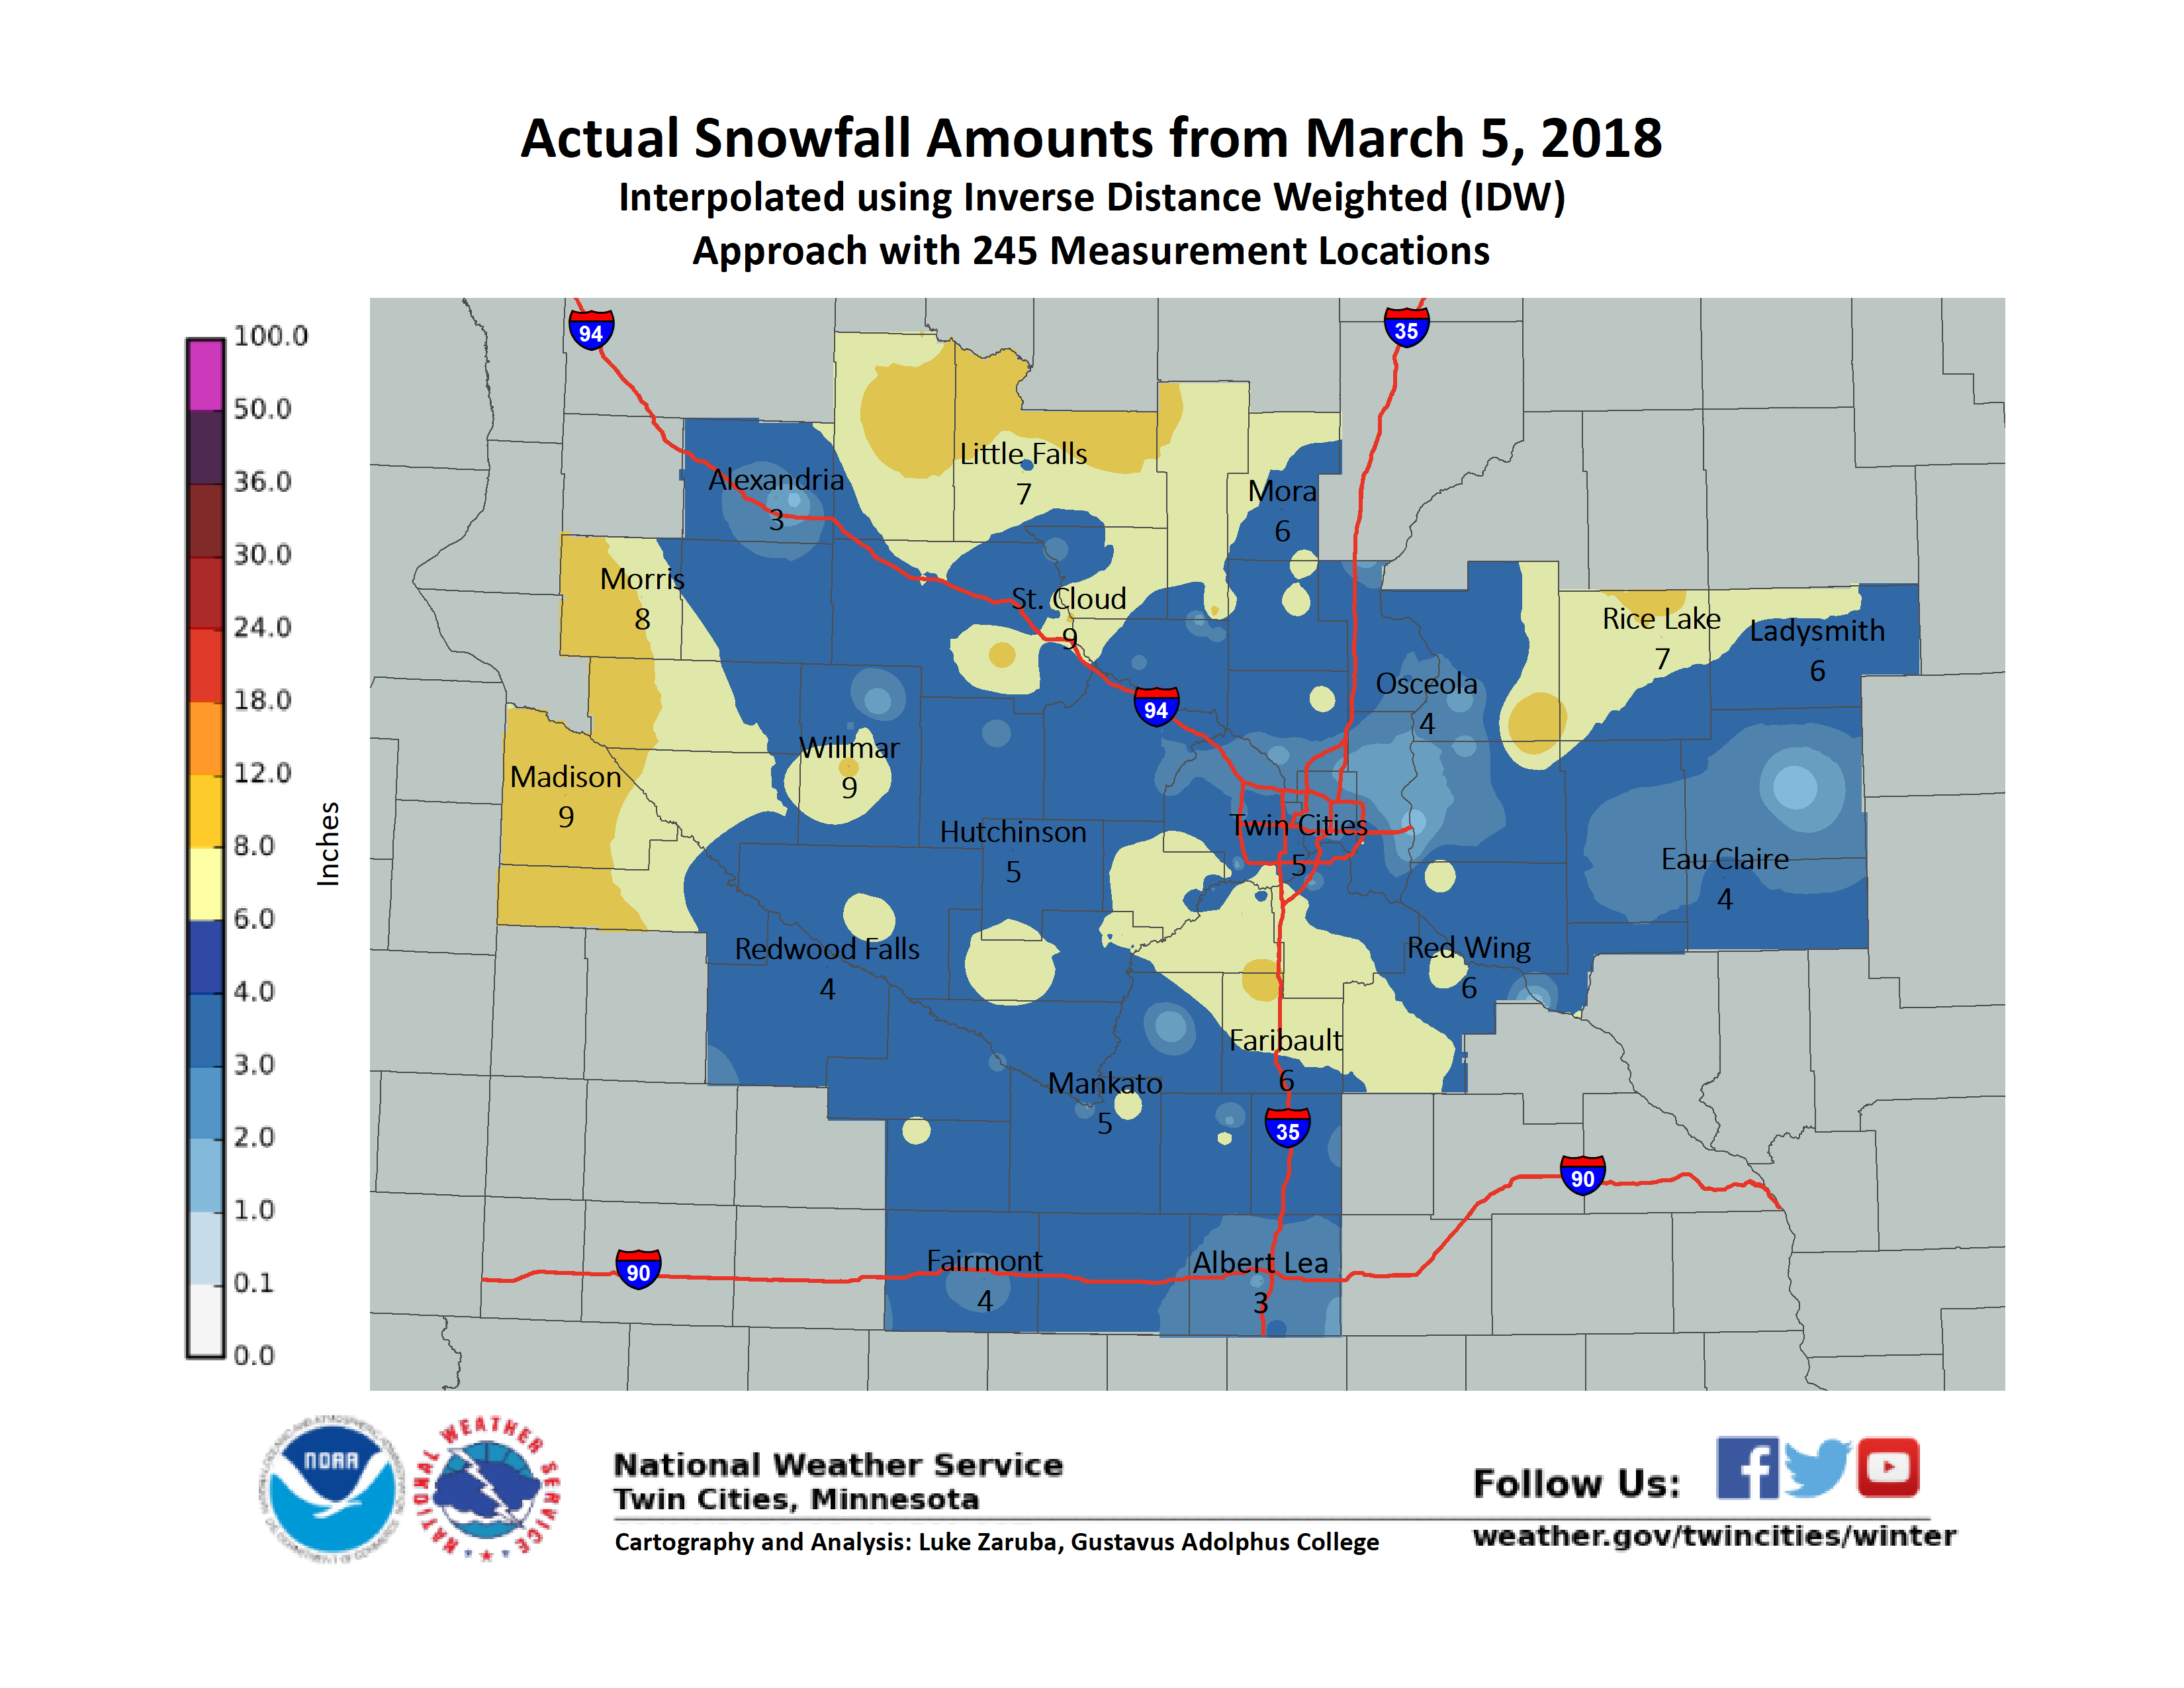 Actual Snowfall Amounts from March 5, 2018
Interpolated using Inverse Distance Weighted (IDW)
Approach with 245 Measurement Locations
100.0
50.0
36.0
30.0
24.0
18.0
12.0
8.0
6.0
4.0
3.0
2.0
1.0
0.1
0.0
Inches
94
35
Little Falls
7
Alexandria
3
Mora
6
Morris
8
St. Cloud
9
Rice Lake
7
Ladysmith
6
Osceola
4
94
Willmar
9
Madison
9
Hutchinson
5
Twin Cities
5
Eau Claire
4
Redwood Falls
4
Red Wing
6
Faribault
6
Mankato
5
35
90
Fairmont
4
Albert Lea
3
90
NOAA
NATIONAL WEATHER SERVICE
National Weather Service
Twin Cities, Minnesota
Cartography and Analysis: Luke Zaruba, Gustavus Adolphus College
Follow Us:
weather.gov/twincities/winter